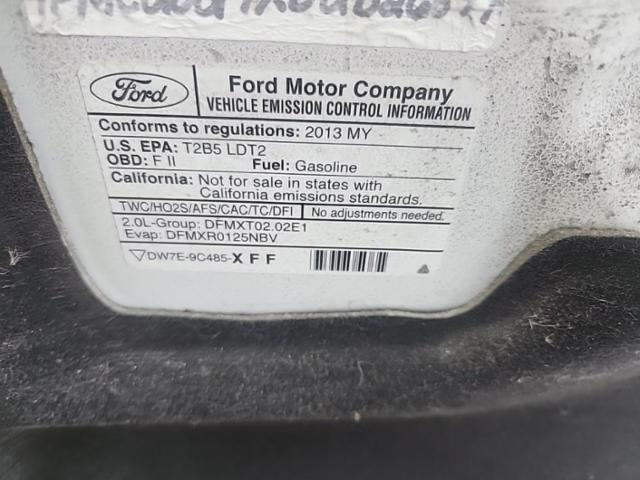 Ford
Ford Motor Company
VEHICLE EMISSION CONTROL INFORMATION
Conforms to regulations: 2013 MY
U.S. EPA: T2B5 LDT2
OBD: F II Fuel: Gasoline
California: Not for sale in states with
California emissions standards.
TWC/HO2S/AFS/CAC/TC/DFI No adjustments needed.
2.0L-Group: DFMXT02.02E1
Evap: DFMXR0125NBV
DW7E-9C485-XFF